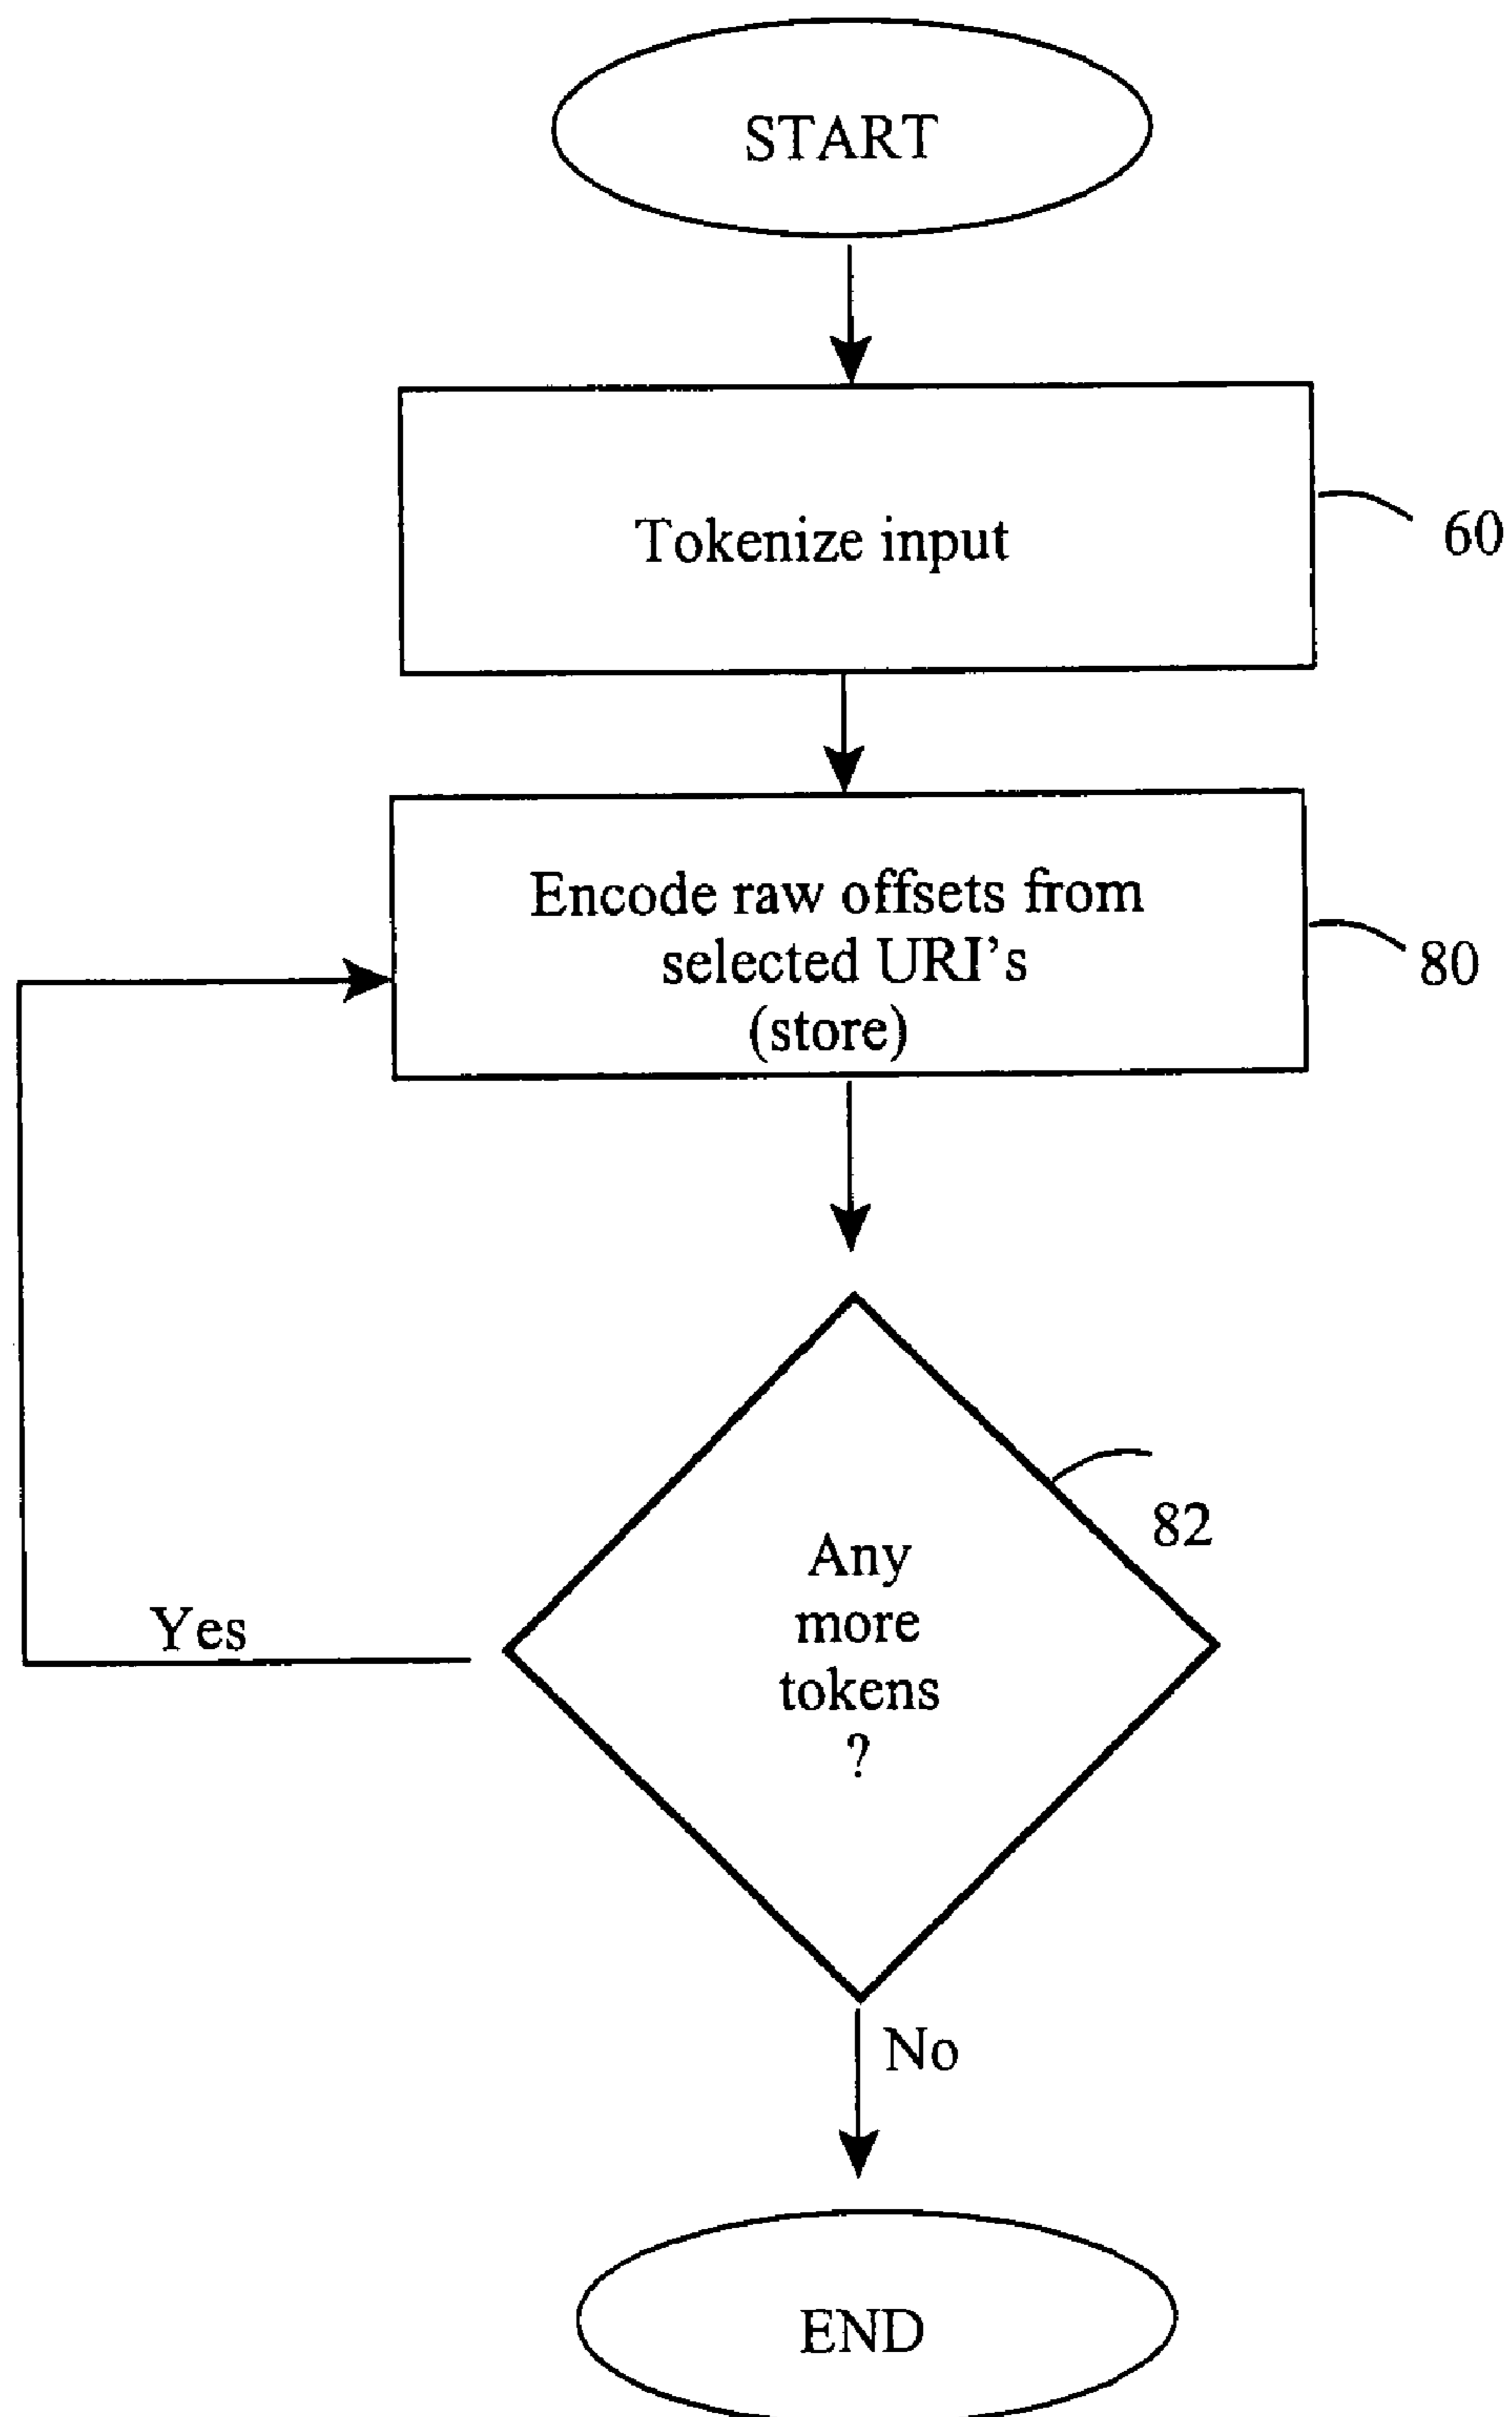 START
Tokenize input
60
Encode raw offsets from
selected URI's
(store)
80
82
Any
more
tokens
?
Yes
No
END